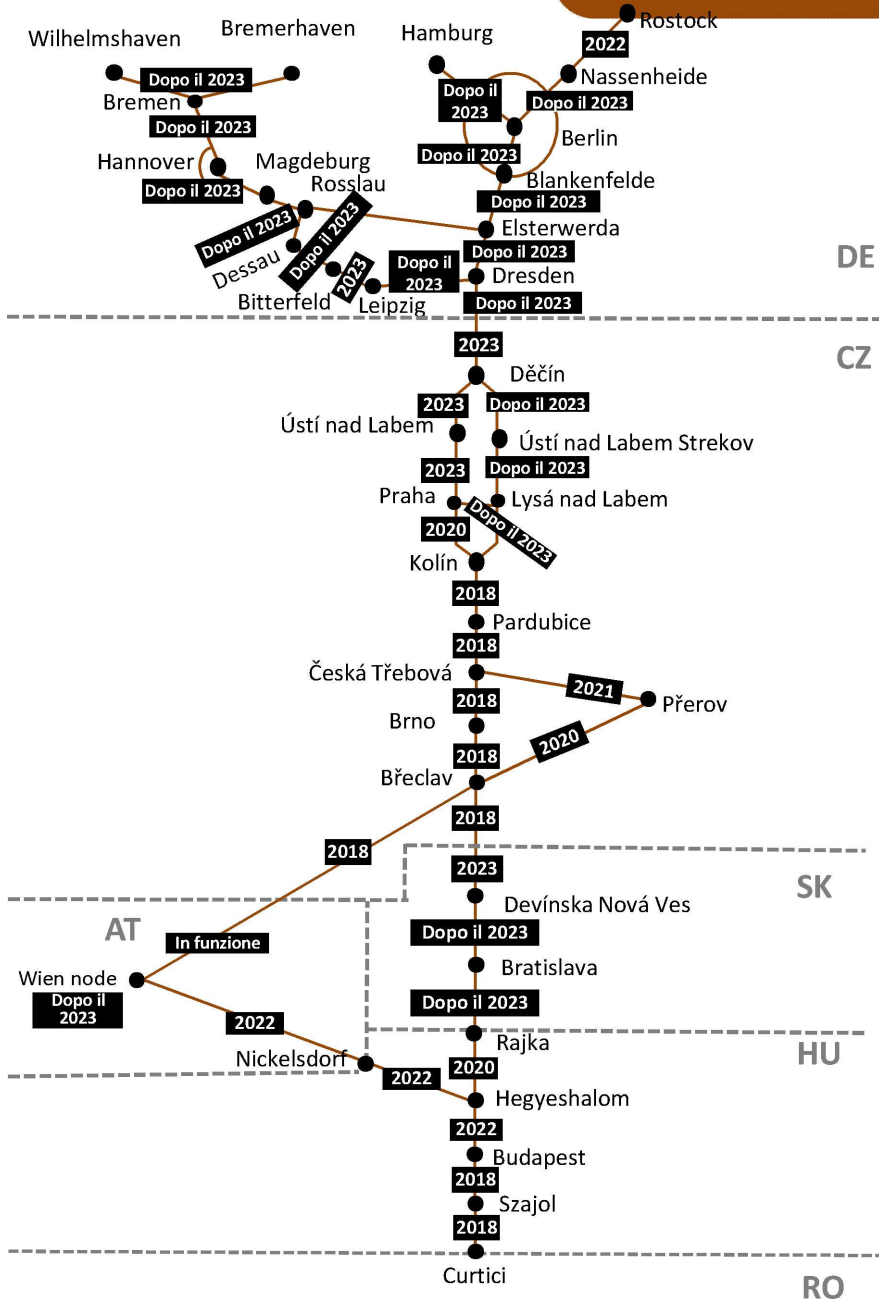 Rostock
Bremerhaven
Hamburg
Wilhelmshaven
2022
Nassenheide
Dopo il 2023
Dopo il
2023
Dopo il 2023
Bremen
Dopo il 2023
Berlin
Hannover
Magdeburg
Dopo il 2023
Blankenfelde
Rosslau
Dopo il 2023
Dopo il 2023
Elsterwerda
Dopo il 2023
Dopo il 2023
Dopo il 2023
DE
Dessau
Dopo il
2023
2023
Dresden
Bitterfeld
Leipzig
Dopo il 2023
2023
CZ
Děčín
2023
Dopo il 2023
Ústí nad Labem
Ústí nad Labem Strekov
2023
Dopo il 2023
Praha
Lysá nad Labem
2020
Dopo il 2023
Kolín
2018
Pardubice
2018
Česká Třebová
2021
2018
Přerov
Brno
2020
2018
Břeclav
2018
2018
2023
SK
Devínska Nová Ves
AT
Dopo il 2023
In funzione
Bratislava
Wien node
Dopo il
2023
Dopo il 2023
2022
Rajka
HU
Nickelsdorf
2020
2022
Hegyeshalom
2022
Budapest
2018
Szajol
2018
Curtici
RO